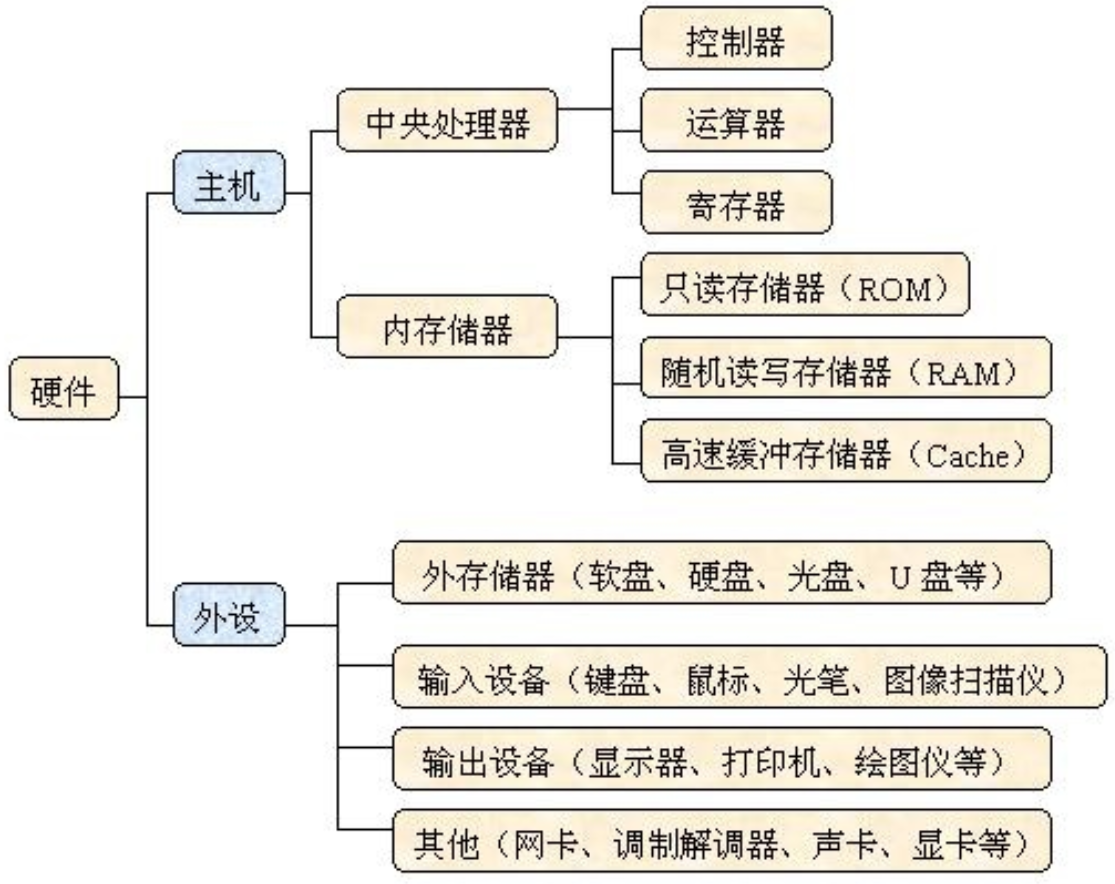 控制器
中央处理器
运算器
主机
寄存器
只读存储器（ROM）
内存储器
随机读写存储器（RAM）
硬件
高速缓冲存储器（Cache）
外存储器（软盘、硬盘、光盘、U盘等）
外设
输入设备（键盘、鼠标、光笔、图像扫描仪）
输出设备（显示器、打印机、绘图仪等）
其他（网卡、调制解调器、声卡、显卡等）